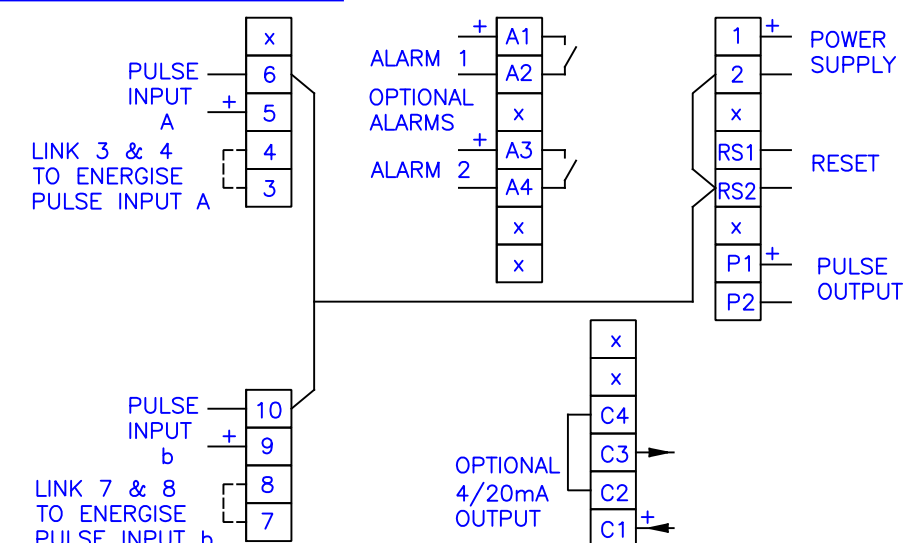 x
PULSE 6
INPUT
+ 5
A
LINK 3 & 4 4
TO ENERGISE
3
PULSE INPUT A
+ A1
ALARM 1
A2
OPTIONAL
ALARMS x
+ A3
ALARM 2
A4
x
x
1 + POWER
SUPPLY
2
x
RS1
RESET
RS2
x
P1 + PULSE
OUTPUT
P2
PULSE 10
INPUT
+ 9
b
LINK 7 & 8 8
TO ENERGISE
7
PULSE INPUT b
x
x
C4
C3
OPTIONAL
4/20mA C2
OUTPUT
C1 +